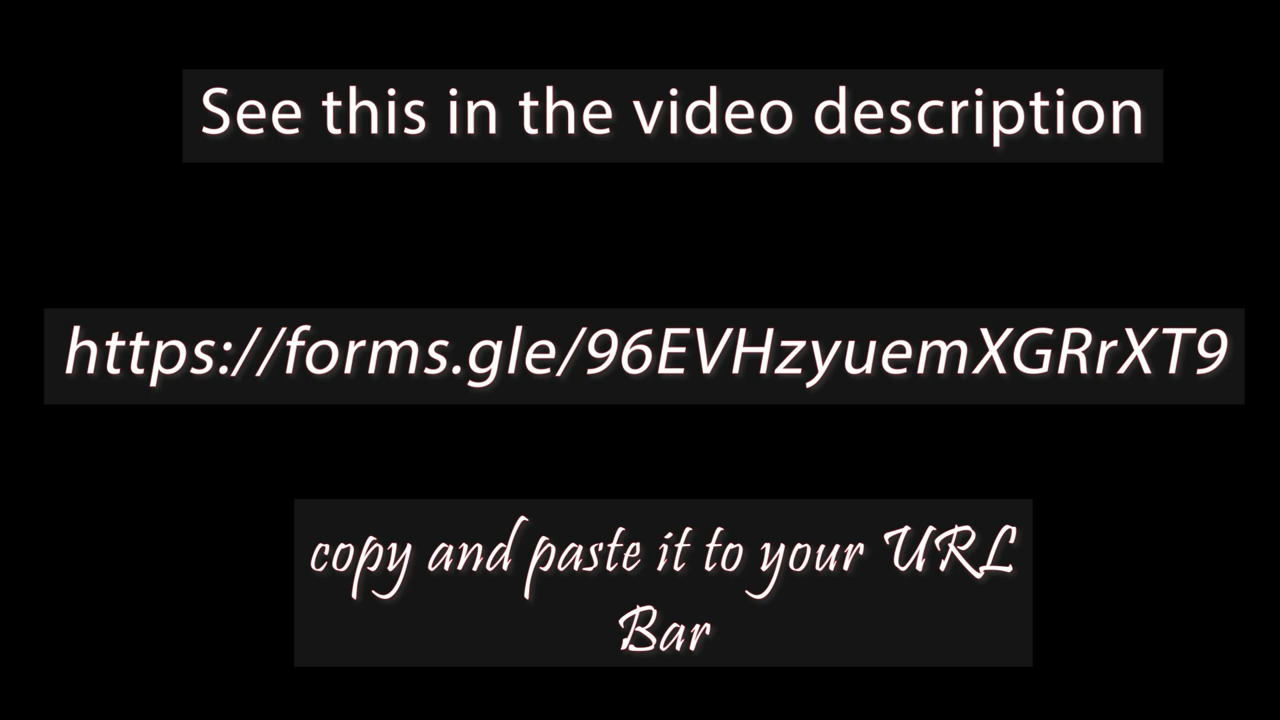 See this in the video description
https://forms.gle/96EVHzyuemXGRrXT9
copy and paste it to your URL
Bar